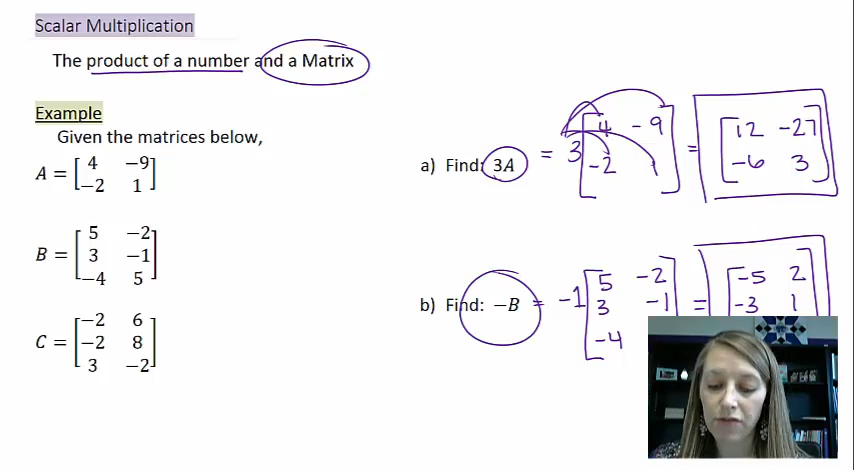 Scalar Multiplication
The product of a number and a Matrix
Example
Given the matrices below,
A = [4 -9
-2 1]
B = [5 -2
3 -1
-4 5]
C = [-2 6
-2 8
3 -2]
a) Find: 3A = 3[4 -9
-2 1] = [12 -27
-6 3]
b) Find: -B = -1[5 -2
3 -1
-4
= [-5 2
-3 1